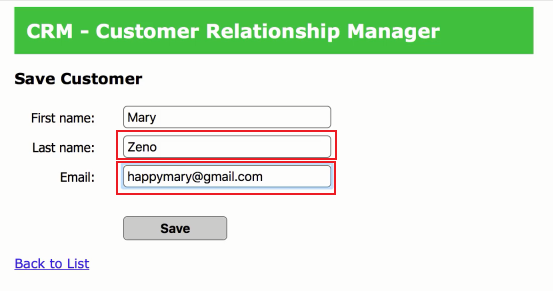 CRM - Customer Relationship Manager
Save Customer
First name: Mary
Last name: Zeno
Email: happymary@gmail.com
Save
Back to List